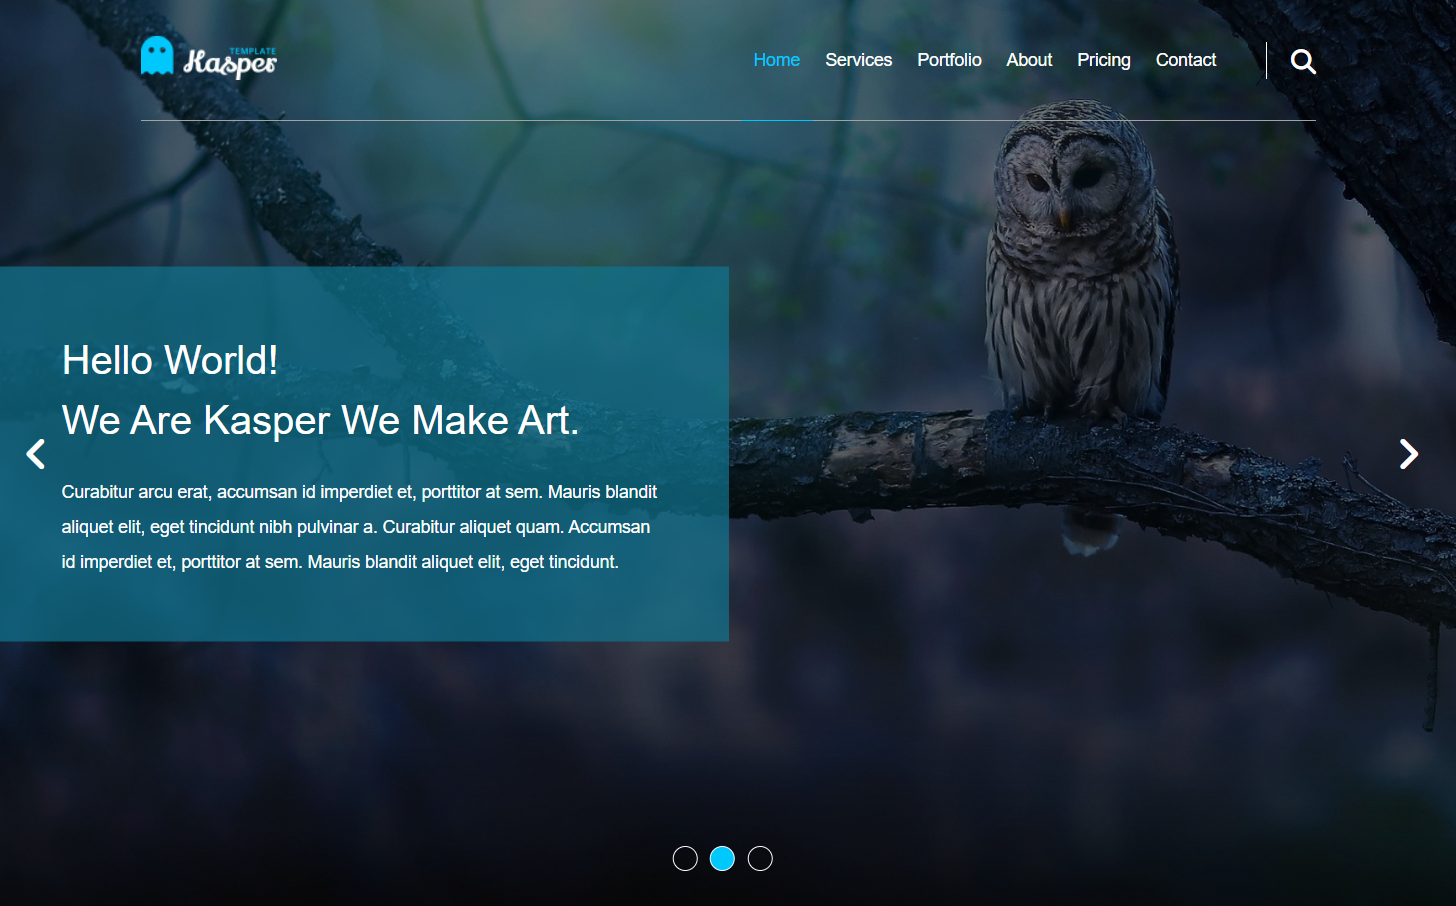 TEMPLATE
Kasper
Home Services Portfolio About Pricing Contact
Hello World!
We Are Kasper We Make Art.
Curabitur arcu erat, accumsan id imperdiet et, porttitor at sem. Mauris blandit
aliquet elit, eget tincidunt nibh pulvinar a. Curabitur aliquet quam. Accumsan
id imperdiet et, porttitor at sem. Mauris blandit aliquet elit, eget tincidunt.